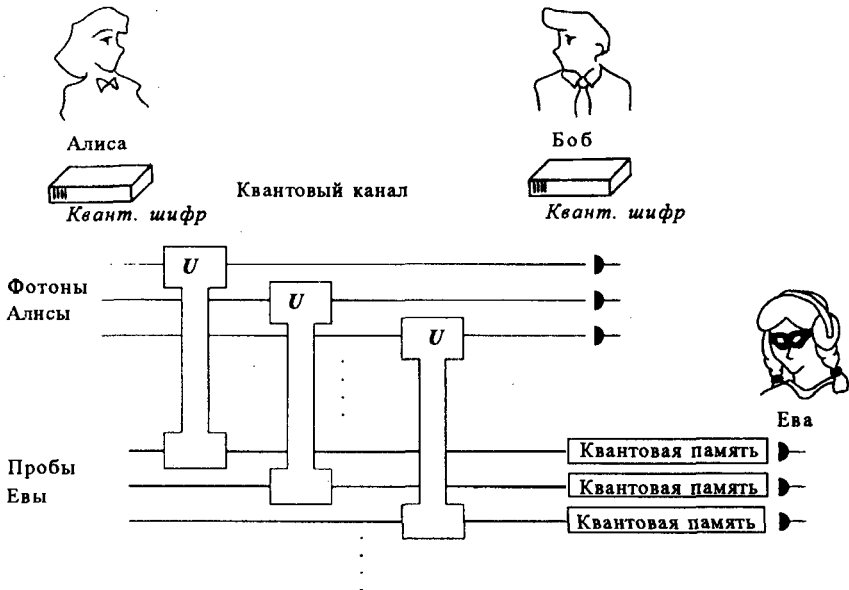 Алиса
Боб
Квант. шифр
Квантовый канал
Квант. шифр
Фотоны
Алисы
U
U
U
Ева
Пробы
Евы
Квантовая память
Квантовая память
Квантовая память